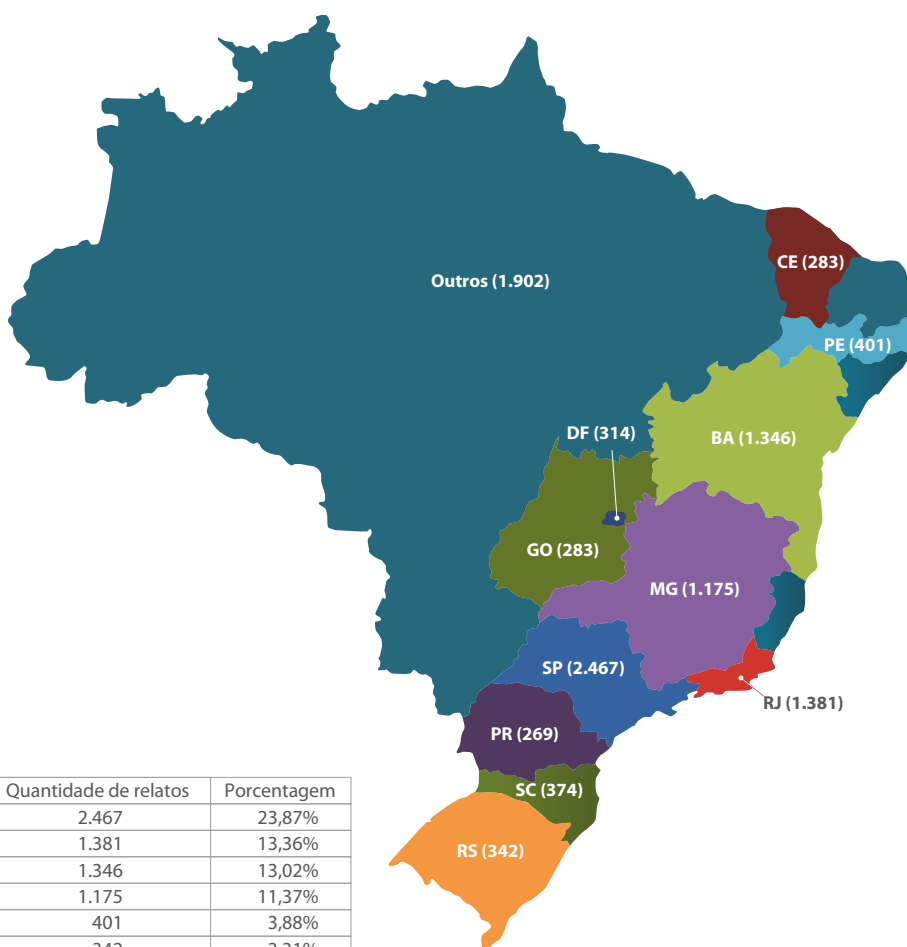 CE (283)
Outros (1.902)
PE (401)
DF (314)
BA (1.346)
GO (283)
MG (1.175)
SP (2.467)
RJ (1.381)
PR (269)
SC (374)
RS (342)
Quantidade de relatos Porcentagem
2.467 23,87%
1.381 13,36%
1.346 13,02%
1.175 11,37%
401 3,88%